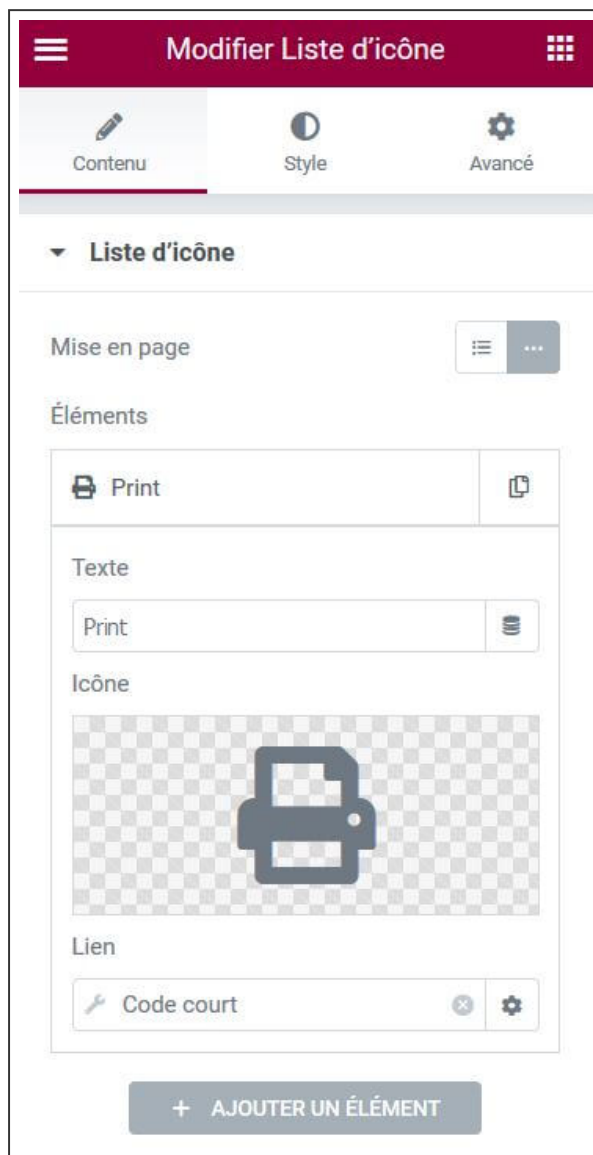 Modifier Liste d’icône
Contenu
Style
Avancé
Liste d’icône
Mise en page
Éléments
Print
Texte
Print
Icône
Lien
Code court
+ AJOUTER UN ÉLÉMENT